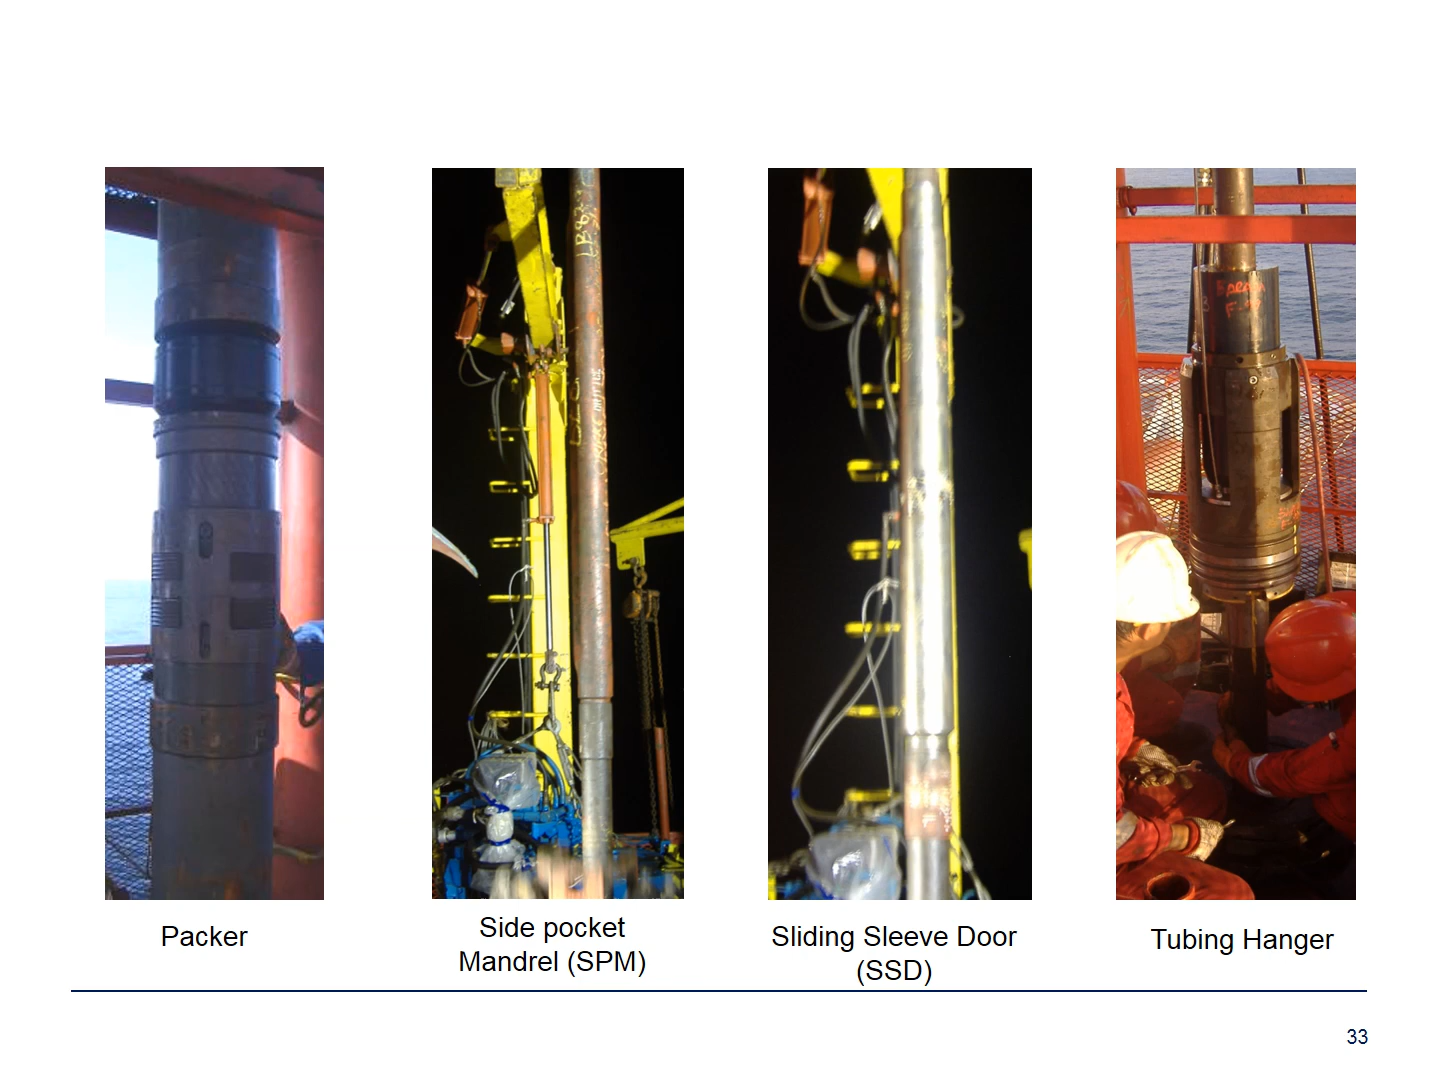 Packer
Side pocket
Mandrel (SPM)
Sliding Sleeve Door
(SSD)
Tubing Hanger
33